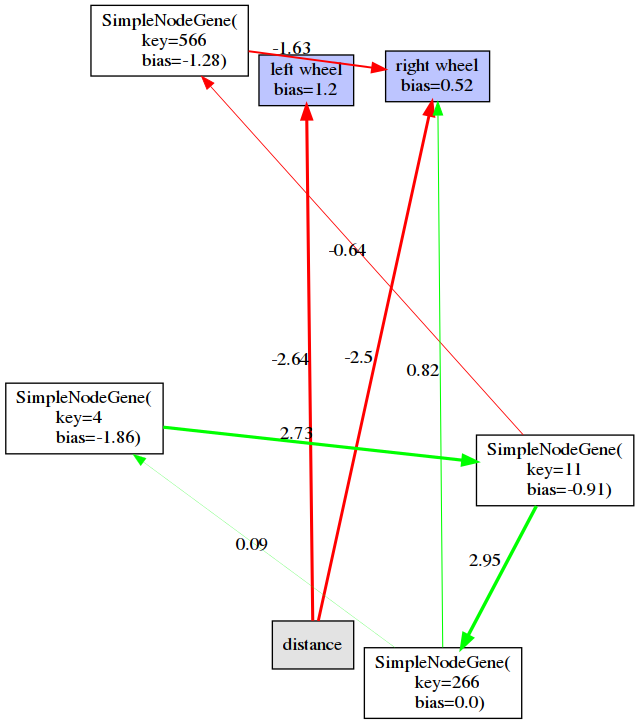 SimpleNodeGene(
key=566
bias=-1.28)
-1.63
left wheel
bias=1.2
right wheel
bias=0.52
-0.64
-2.64
-2.5
0.82
SimpleNodeGene(
key=4
bias=-1.86)
2.73
SimpleNodeGene(
key=11
bias=-0.91)
0.09
2.95
distance
SimpleNodeGene(
key=266
bias=0.0)